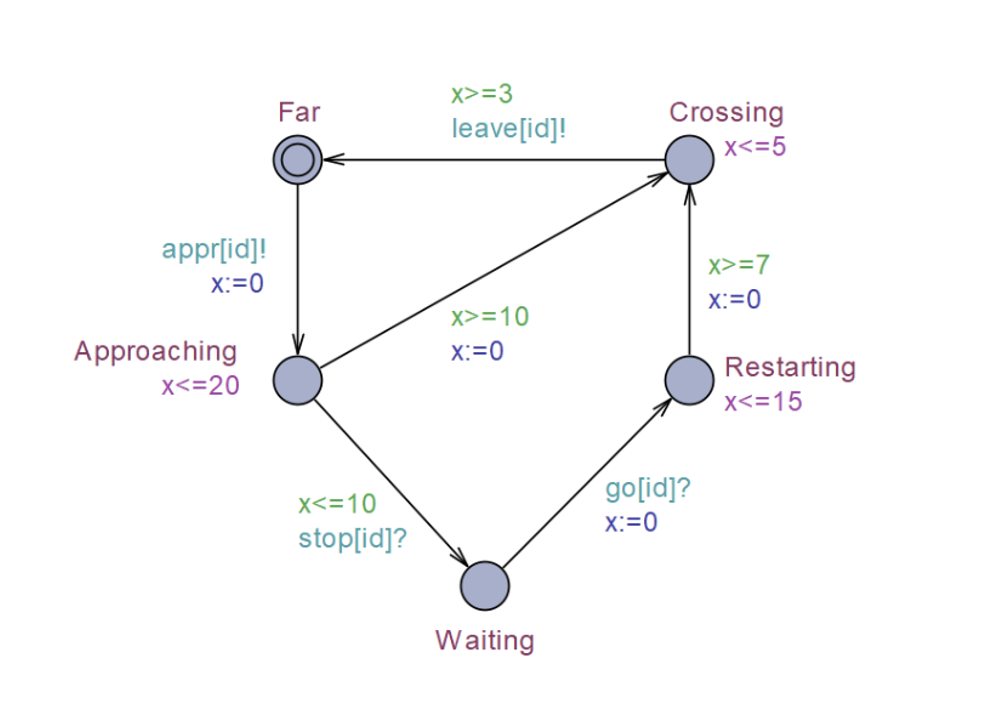 x>=3
leave[id]!
Far
Crossing
x<=5
appr[id]!
x:=0
x>=7
x:=0
x>=10
x:=0
Approaching
x<=20
Restarting
x<=15
x<=10
stop[id]?
go[id]?
x:=0
Waiting